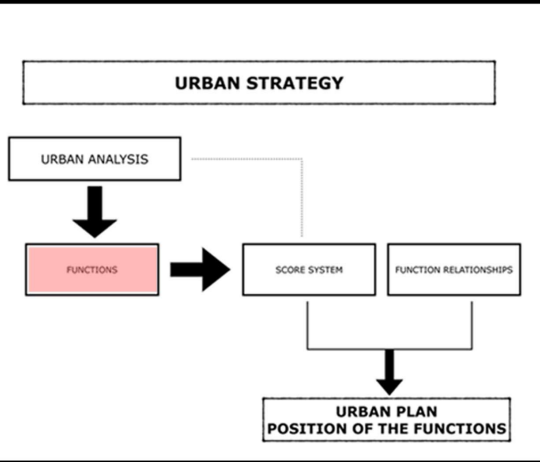 URBAN STRATEGY
URBAN ANALYSIS
FUNCTIONS
SCORE SYSTEM
FUNCTION RELATIONSHIPS
URBAN PLAN
POSITION OF THE FUNCTIONS